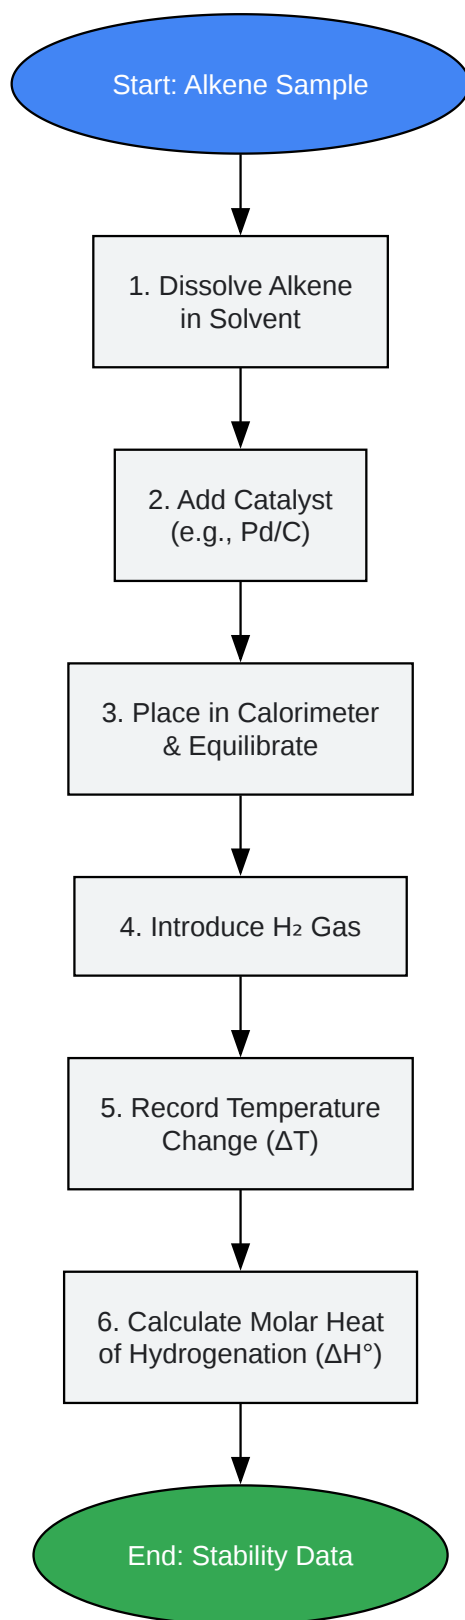 Start: Alkene Sample
1. Dissolve Alkene
in Solvent
2. Add Catalyst
(e.g., Pd/C)
3. Place in Calorimeter
& Equilibrate
4. Introduce H₂ Gas
5. Record Temperature
Change (ΔT)
6. Calculate Molar Heat
of Hydrogenation (ΔH°)
End: Stability Data